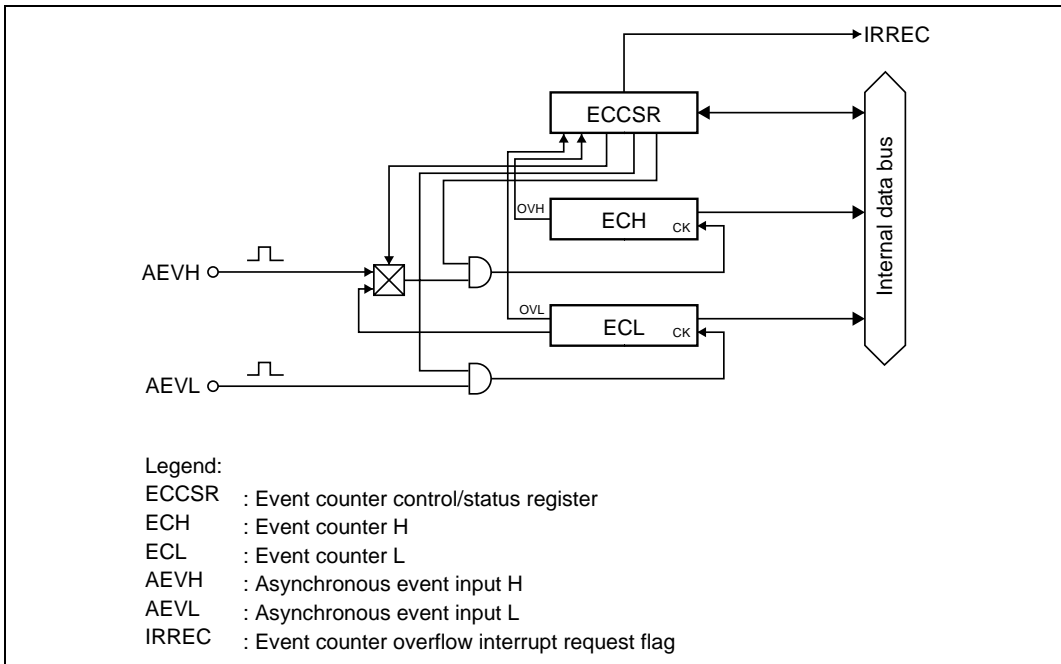 IRREC
ECCSR
Internal data bus
OVH
ECH
CK
AEVH
OVL
ECL
CK
AEVL
Legend:
ECCSR : Event counter control/status register
ECH : Event counter H
ECL : Event counter L
AEVH : Asynchronous event input H
AEVL : Asynchronous event input L
IRREC : Event counter overflow interrupt request flag